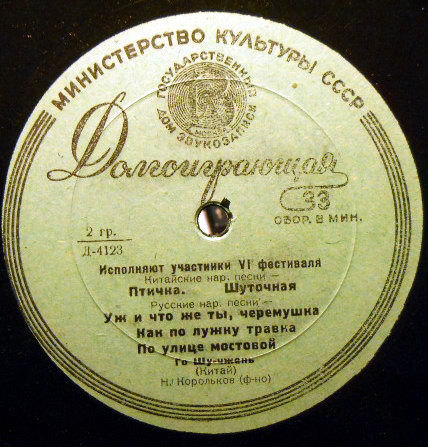 МИНИСТЕРСТВО КУЛЬТУРЫ СССР
ГОСУДАРСТВЕННЫЙ
ДОМ ЗВУКОЗАПИСИ
МОСКВА
Долгоиграющая
33
ОБОР. В МИН.
2 гр.
Д-4123
Исполняют участники VI фестиваля
Китайские нар. песни —
Птичка. Шуточная
Русские нар. песни —
Уж и что же ты, черемушка
Как по лужку травка
По улице мостовой
Го Шу-чжень
(Китай)
Н. Корольков (ф-но)